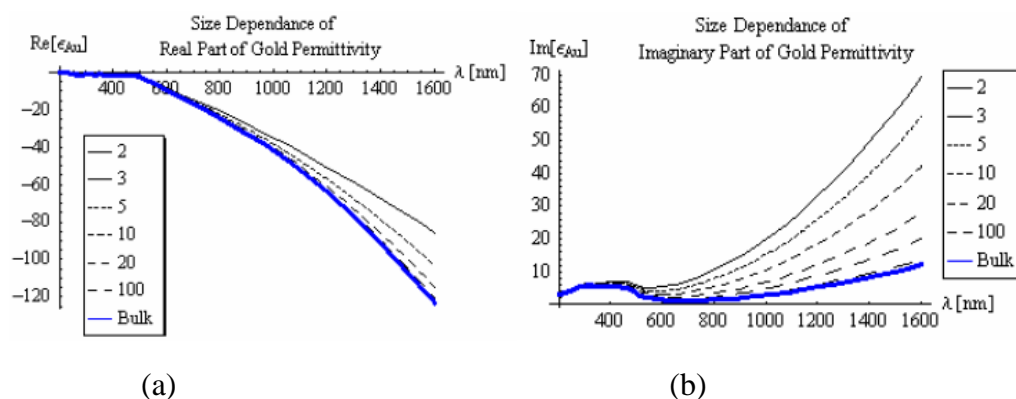 Size Dependance of
Real Part of Gold Permittivity
Re[ϵAu]
λ [nm]
400 600 800 1000 1200 1400 1600
−20
−40
−60
−80
−100
−120
2
3
5
10
20
100
Bulk
(a)
Size Dependance of
Imaginary Part of Gold Permittivity
Im[ϵAu]
70
60
50
40
30
20
10
400 600 800 1000 1200 1400 1600
λ [nm]
2
3
5
10
20
100
Bulk
(b)